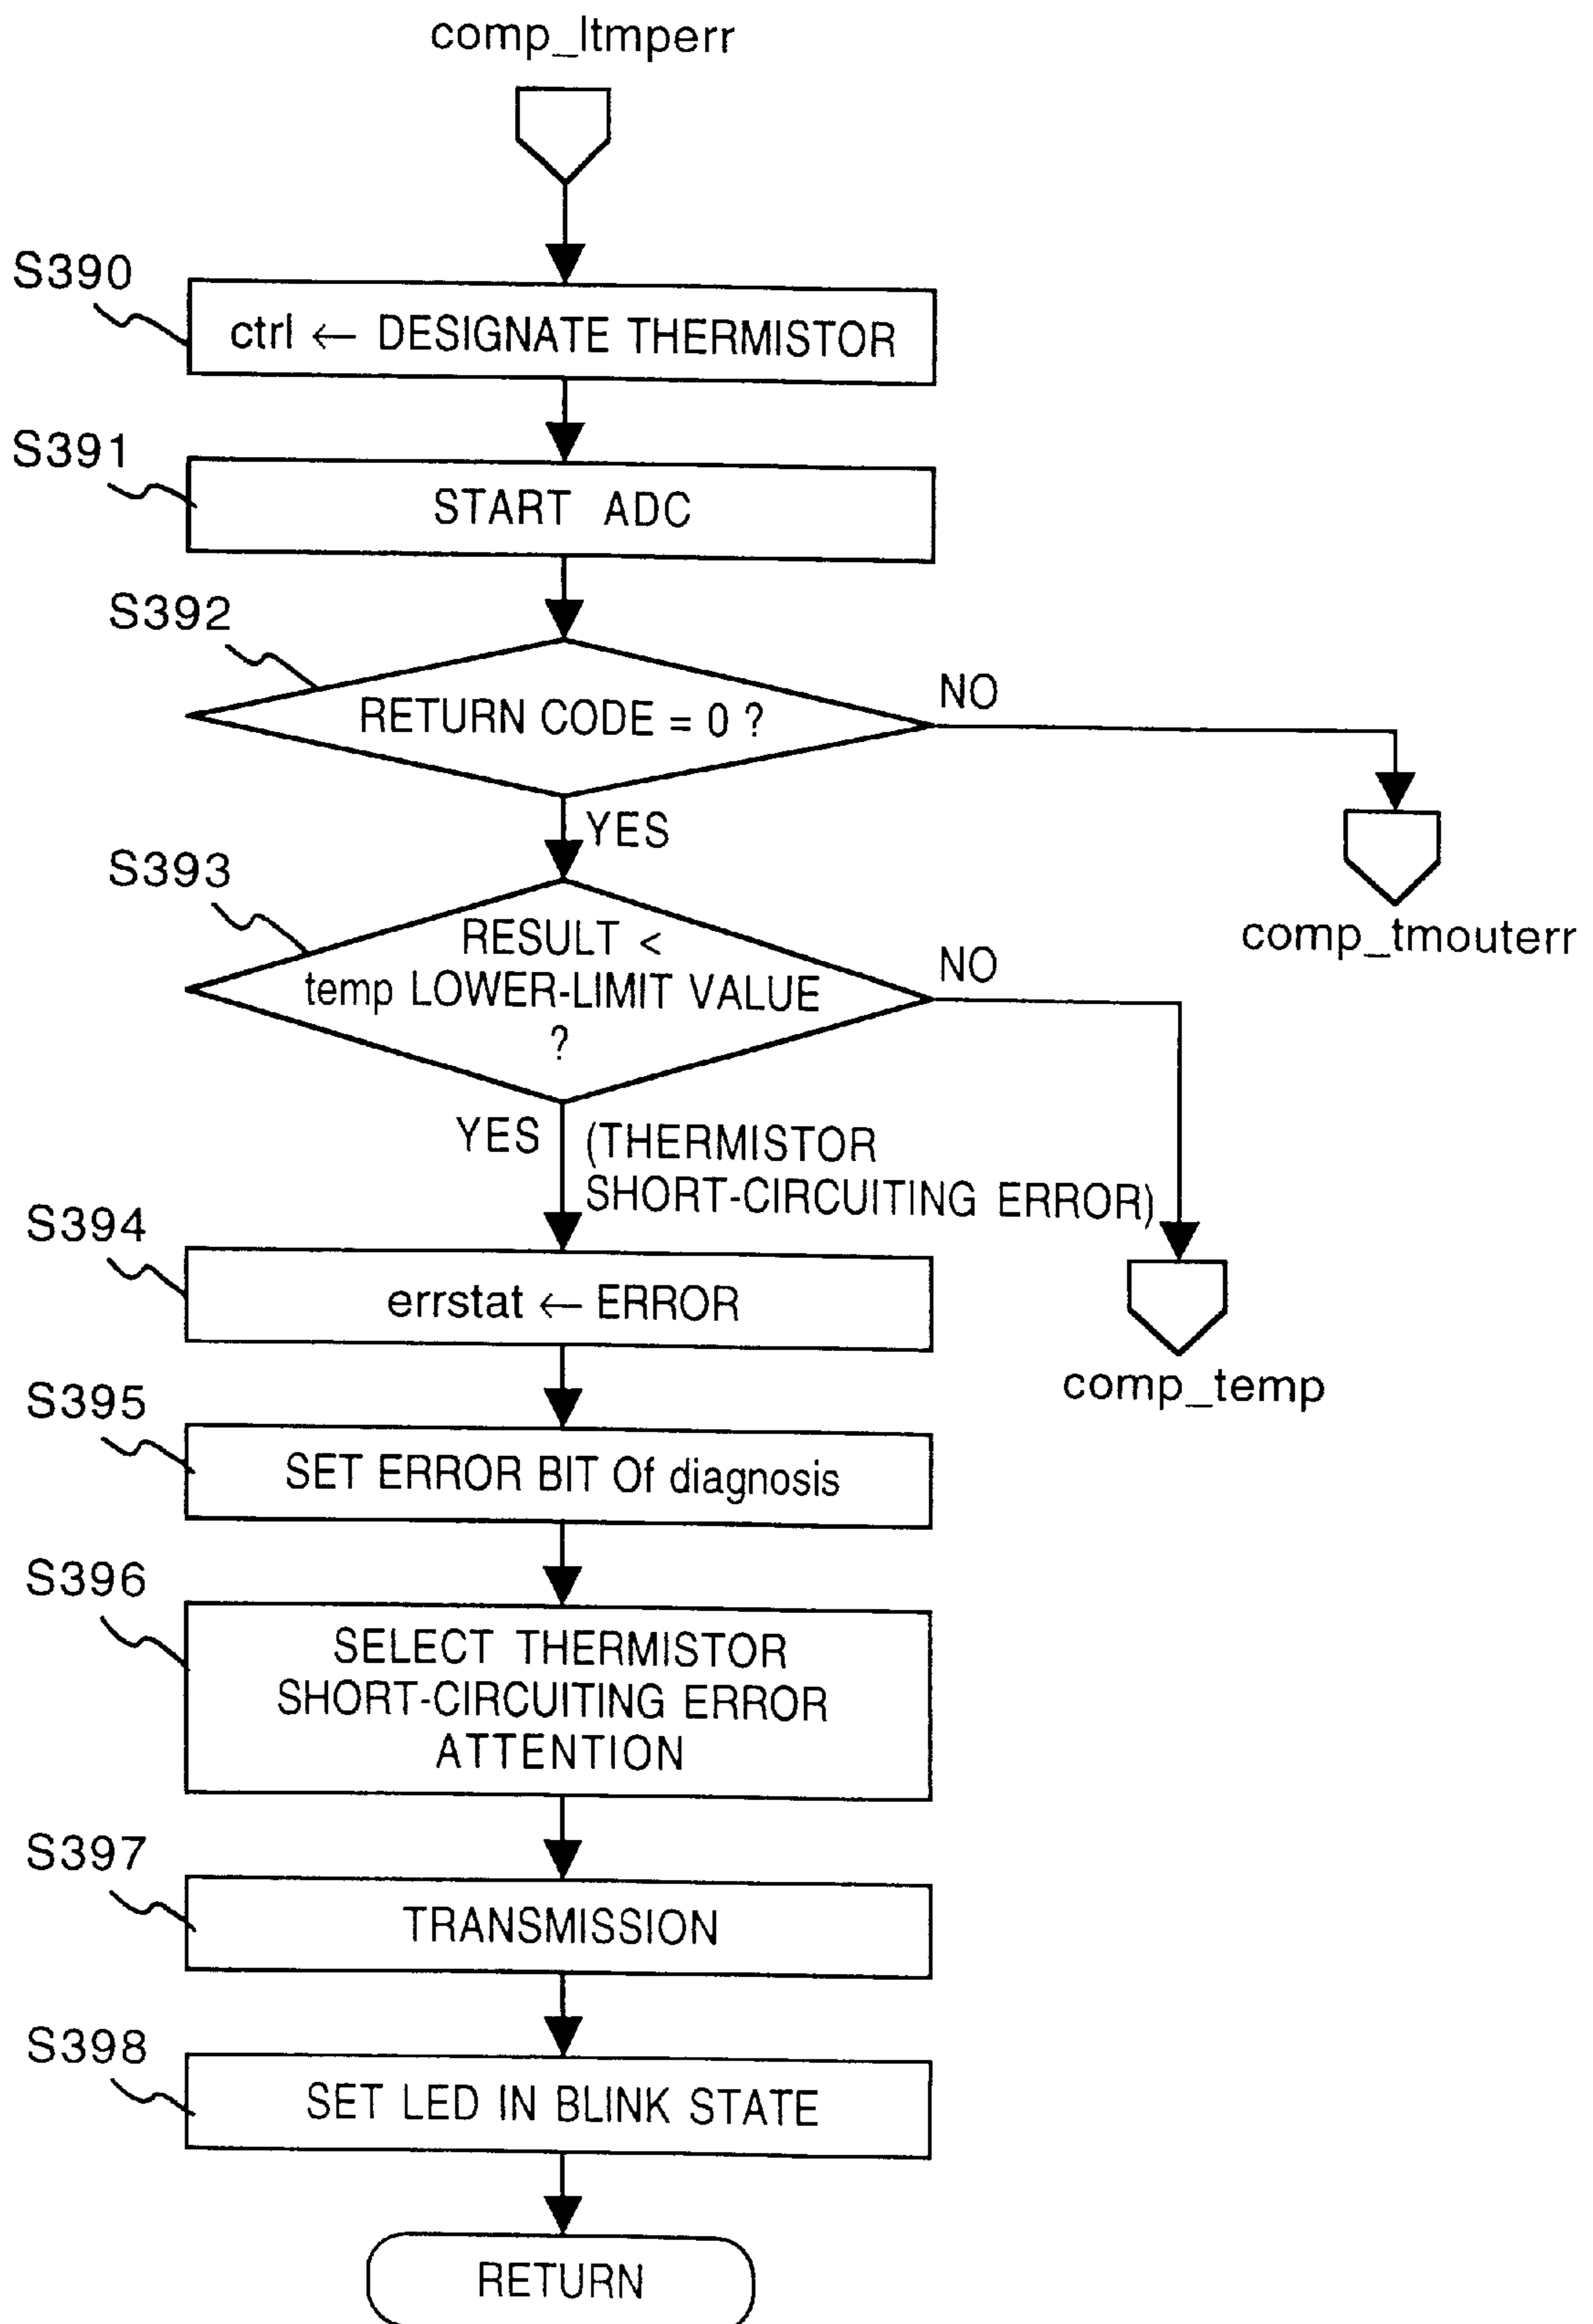 comp_ltmperr
S390
ctrl ← DESIGNATE THERMISTOR
S391
START ADC
S392
RETURN CODE = 0 ?
NO
YES
comp_tmouterr
S393
RESULT <
temp LOWER-LIMIT VALUE
?
NO
YES
(THERMISTOR
SHORT-CIRCUITING ERROR)
comp_temp
S394
errstat ← ERROR
S395
SET ERROR BIT Of diagnosis
S396
SELECT THERMISTOR
SHORT-CIRCUITING ERROR
ATTENTION
S397
TRANSMISSION
S398
SET LED IN BLINK STATE
RETURN